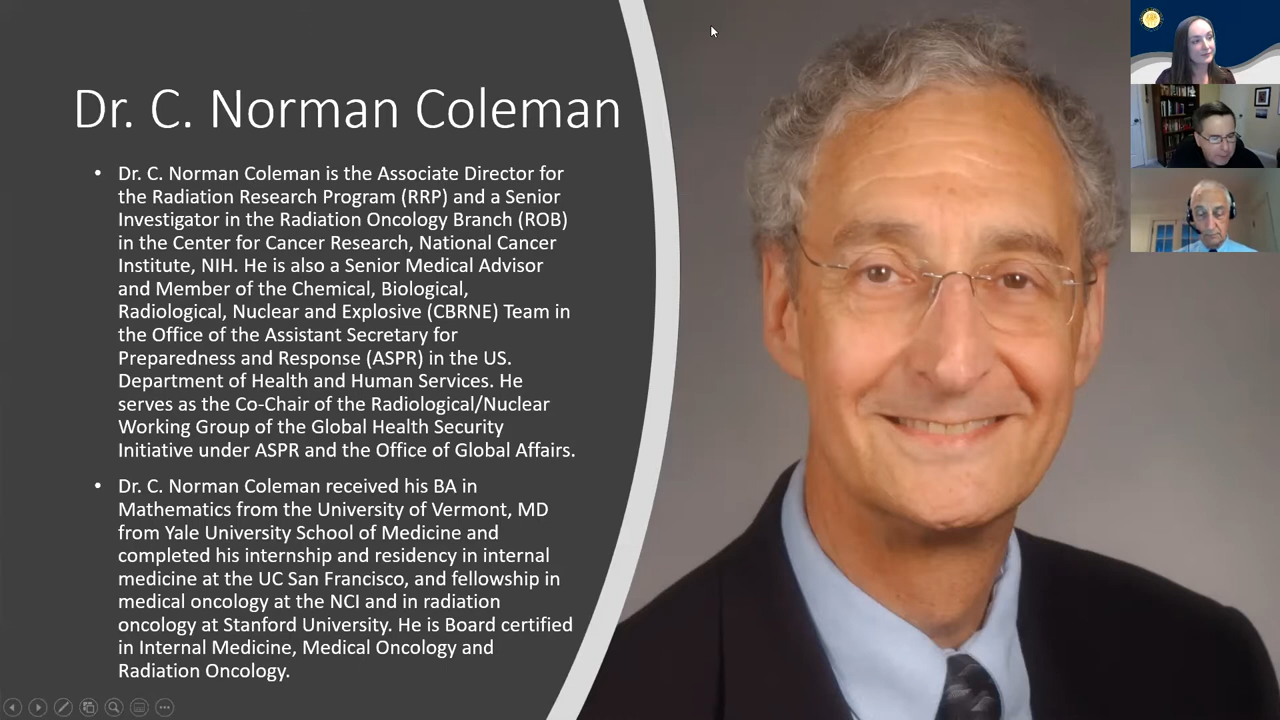 Dr. C. Norman Coleman
• Dr. C. Norman Coleman is the Associate Director for
the Radiation Research Program (RRP) and a Senior
Investigator in the Radiation Oncology Branch (ROB)
in the Center for Cancer Research, National Cancer
Institute, NIH. He is also a Senior Medical Advisor
and Member of the Chemical, Biological,
Radiological, Nuclear and Explosive (CBRNE) Team in
the Office of the Assistant Secretary for
Preparedness and Response (ASPR) in the US.
Department of Health and Human Services. He
serves as the Co-Chair of the Radiological/Nuclear
Working Group of the Global Health Security
Initiative under ASPR and the Office of Global Affairs.
• Dr. C. Norman Coleman received his BA in
Mathematics from the University of Vermont, MD
from Yale University School of Medicine and
completed his internship and residency in internal
medicine at the UC San Francisco, and fellowship in
medical oncology at the NCI and in radiation
oncology at Stanford University. He is Board certified
in Internal Medicine, Medical Oncology and
Radiation Oncology.